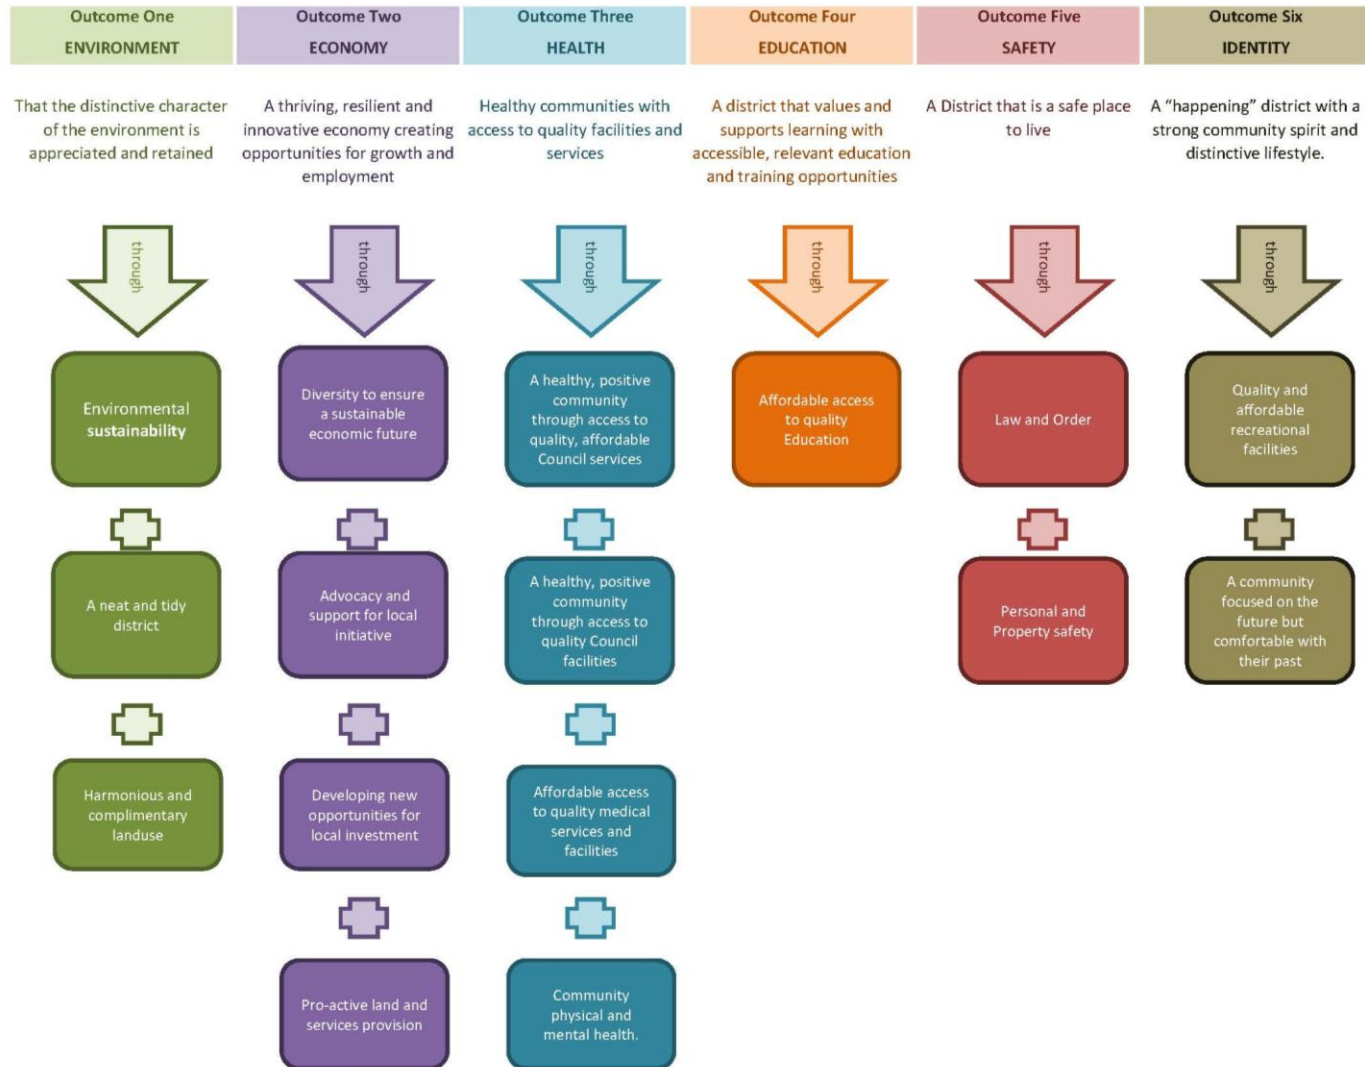 Outcome One
ENVIRONMENT
That the distinctive character
of the environment is
appreciated and retained
through
Environmental
sustainability
A neat and tidy
district
Harmonious and
complimentary
landuse
Outcome Two
ECONOMY
A thriving, resilient and
innovative economy creating
opportunities for growth and
employment
through
Diversity to ensure
a sustainable
economic future
Advocacy and
support for local
initiative
Developing new
opportunities for
local investment
Pro-active land and
services provision
Outcome Three
HEALTH
Healthy communities with
access to quality facilities and
services
through
A healthy, positive
community
through access to
quality, affordable
Council services
A healthy, positive
community
through access to
quality Council
facilities
Affordable access
to quality medical
services and
facilities
Community
physical and
mental health.
Outcome Four
EDUCATION
A district that values and
supports learning with
accessible, relevant education
and training opportunities
through
Affordable access
to quality
Education
Outcome Five
SAFETY
A District that is a safe place
to live
through
Law and Order
Personal and
Property safety
Outcome Six
IDENTITY
A “happening” district with a
strong community spirit and
distinctive lifestyle.
through
Quality and
affordable
recreational
facilities
A community
focused on the
future but
comfortable with
their past